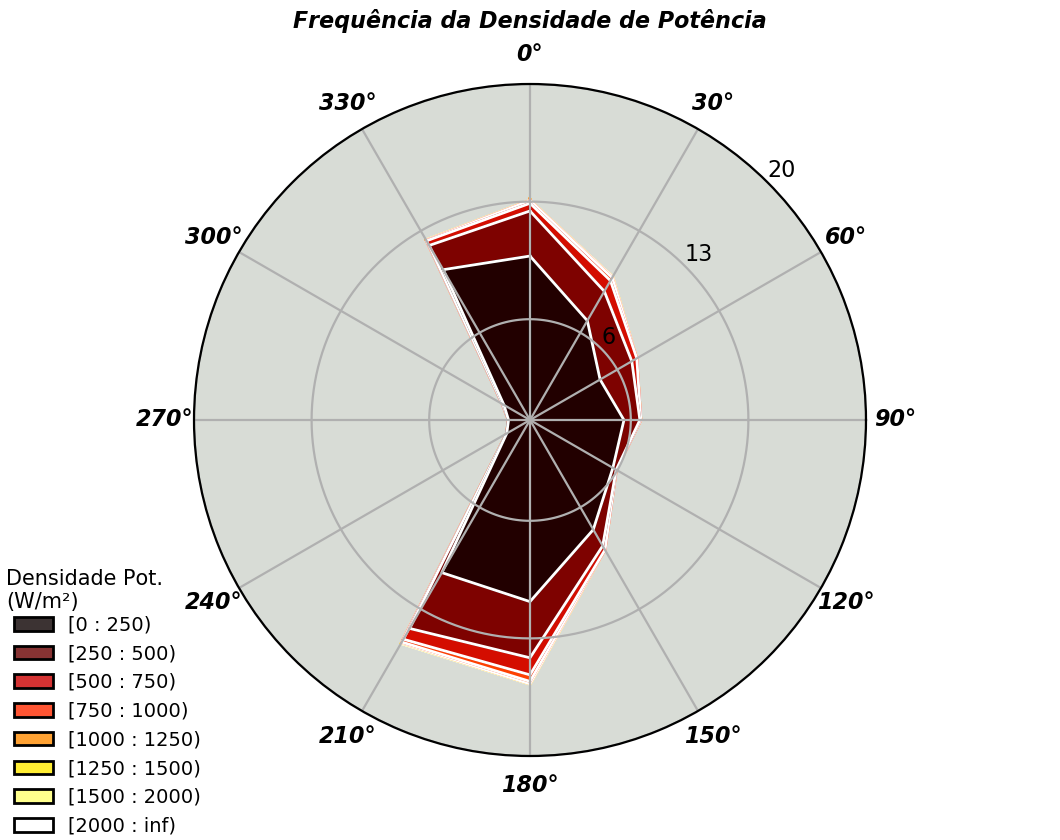 Frequência da Densidade de Potência
0°
330°
30°
20
300°
60°
13
6
270°
90°
240°
120°
210°
150°
180°
Densidade Pot.
(W/m²)
[0 : 250)
[250 : 500)
[500 : 750)
[750 : 1000)
[1000 : 1250)
[1250 : 1500)
[1500 : 2000)
[2000 : inf)